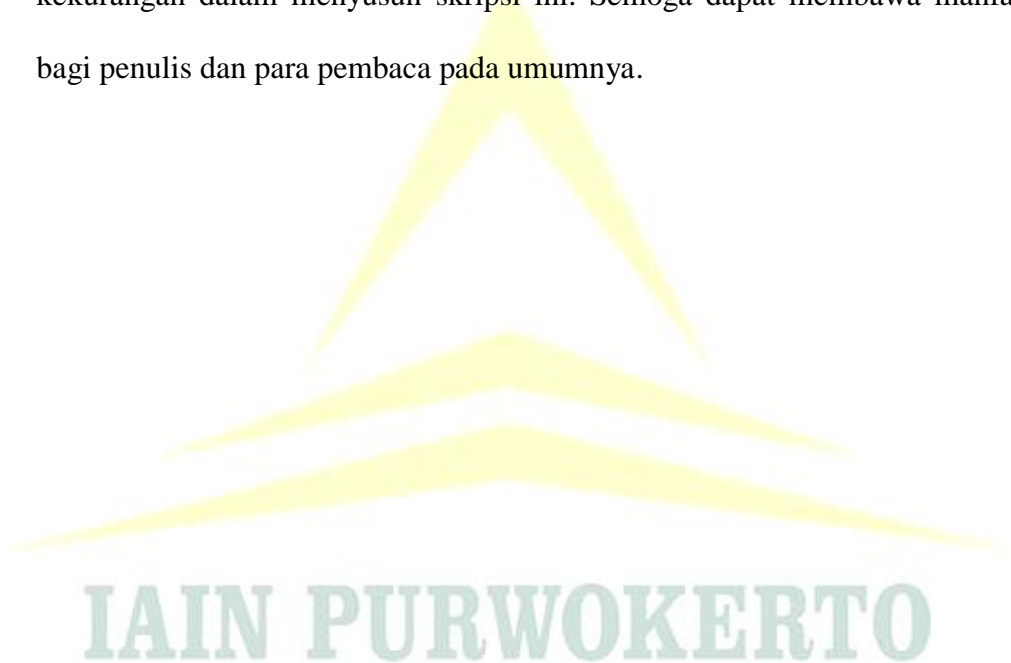 kekurangan dalam menyusun skripsi ini. Semoga dapat membawa
bagi penulis dan para pembaca pada umumnya.
IAIN PURWOKERTO